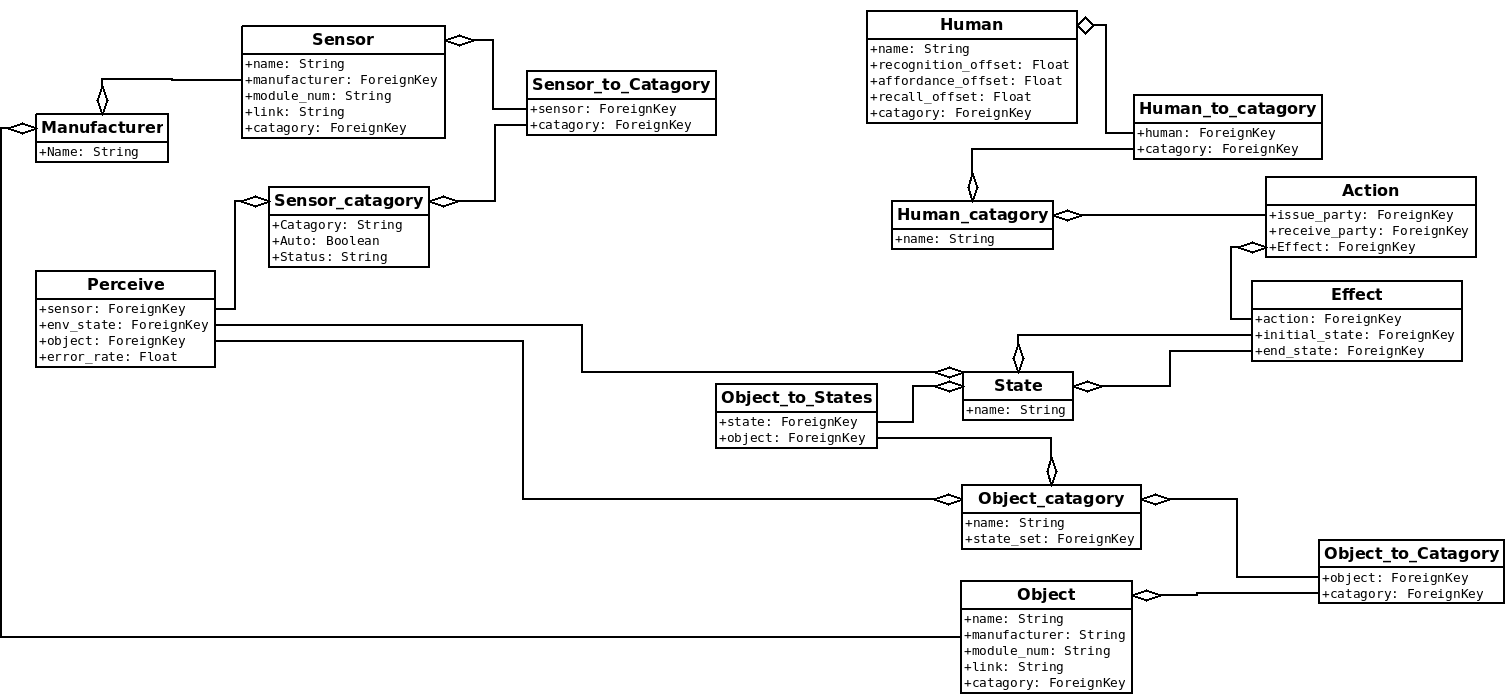 Sensor
+name: String
+manufacturer: ForeignKey
+module_num: String
+link: String
+catagory: ForeignKey
Human
+name: String
+recognition_offset: Float
+affordance_offset: Float
+recall_offset: Float
+catagory: ForeignKey
Sensor_to_Catagory
+sensor: ForeignKey
+catagory: ForeignKey
Human_to_catagory
+human: ForeignKey
+catagory: ForeignKey
Manufacturer
+Name: String
Sensor_catagory
+Catagory: String
+Auto: Boolean
+Status: String
Human_catagory
+name: String
Action
+issue_party: ForeignKey
+receive_party: ForeignKey
+Effect: ForeignKey
Perceive
+sensor: ForeignKey
+env_state: ForeignKey
+object: ForeignKey
+error_rate: Float
Effect
+action: ForeignKey
+initial_state: ForeignKey
+end_state: ForeignKey
Object_to_States
+state: ForeignKey
+object: ForeignKey
State
+name: String
Object_catagory
+name: String
+state_set: ForeignKey
Object_to_Catagory
+object: ForeignKey
+catagory: ForeignKey
Object
+name: String
+manufacturer: String
+module_num: String
+link: String
+catagory: ForeignKey